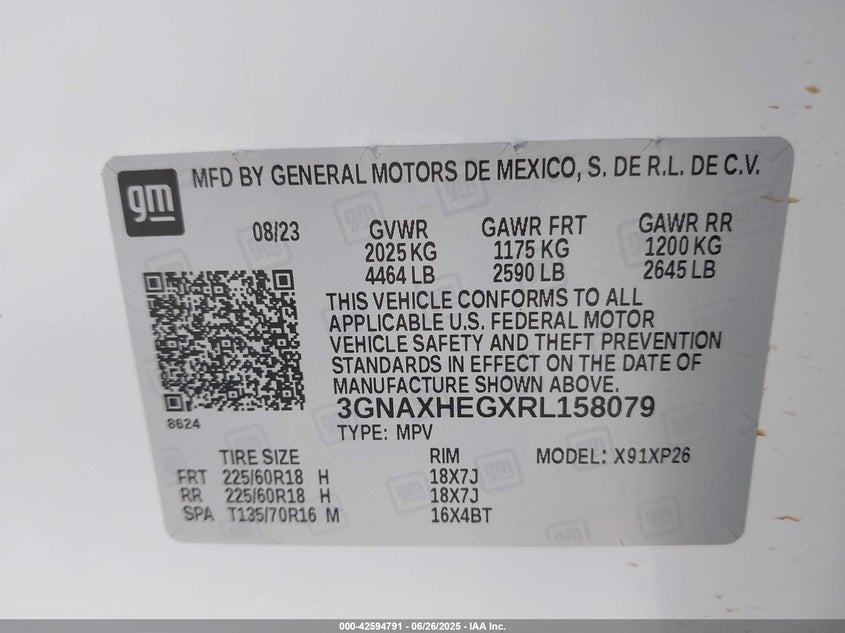 gm
MFD BY GENERAL MOTORS DE MEXICO, S. DE R.L. DE C.V.
08/23 GVWR GAWR FRT GAWR RR
2025 KG 1175 KG 1200 KG
4464 LB 2590 LB 2645 LB
THIS VEHICLE CONFORMS TO ALL
APPLICABLE U.S. FEDERAL MOTOR
VEHICLE SAFETY AND THEFT PREVENTION
STANDARDS IN EFFECT ON THE DATE OF
MANUFACTURE SHOWN ABOVE.
3GNAXHEGXRL158079
8624
TYPE: MPV
TIRE SIZE RIM MODEL: X91XP26
FRT 225/60R18 H 18X7J
RR 225/60R18 H 18X7J
SPA T135/70R16 M 16X4BT
000-42594791 - 06/26/2025 - IAA Inc.